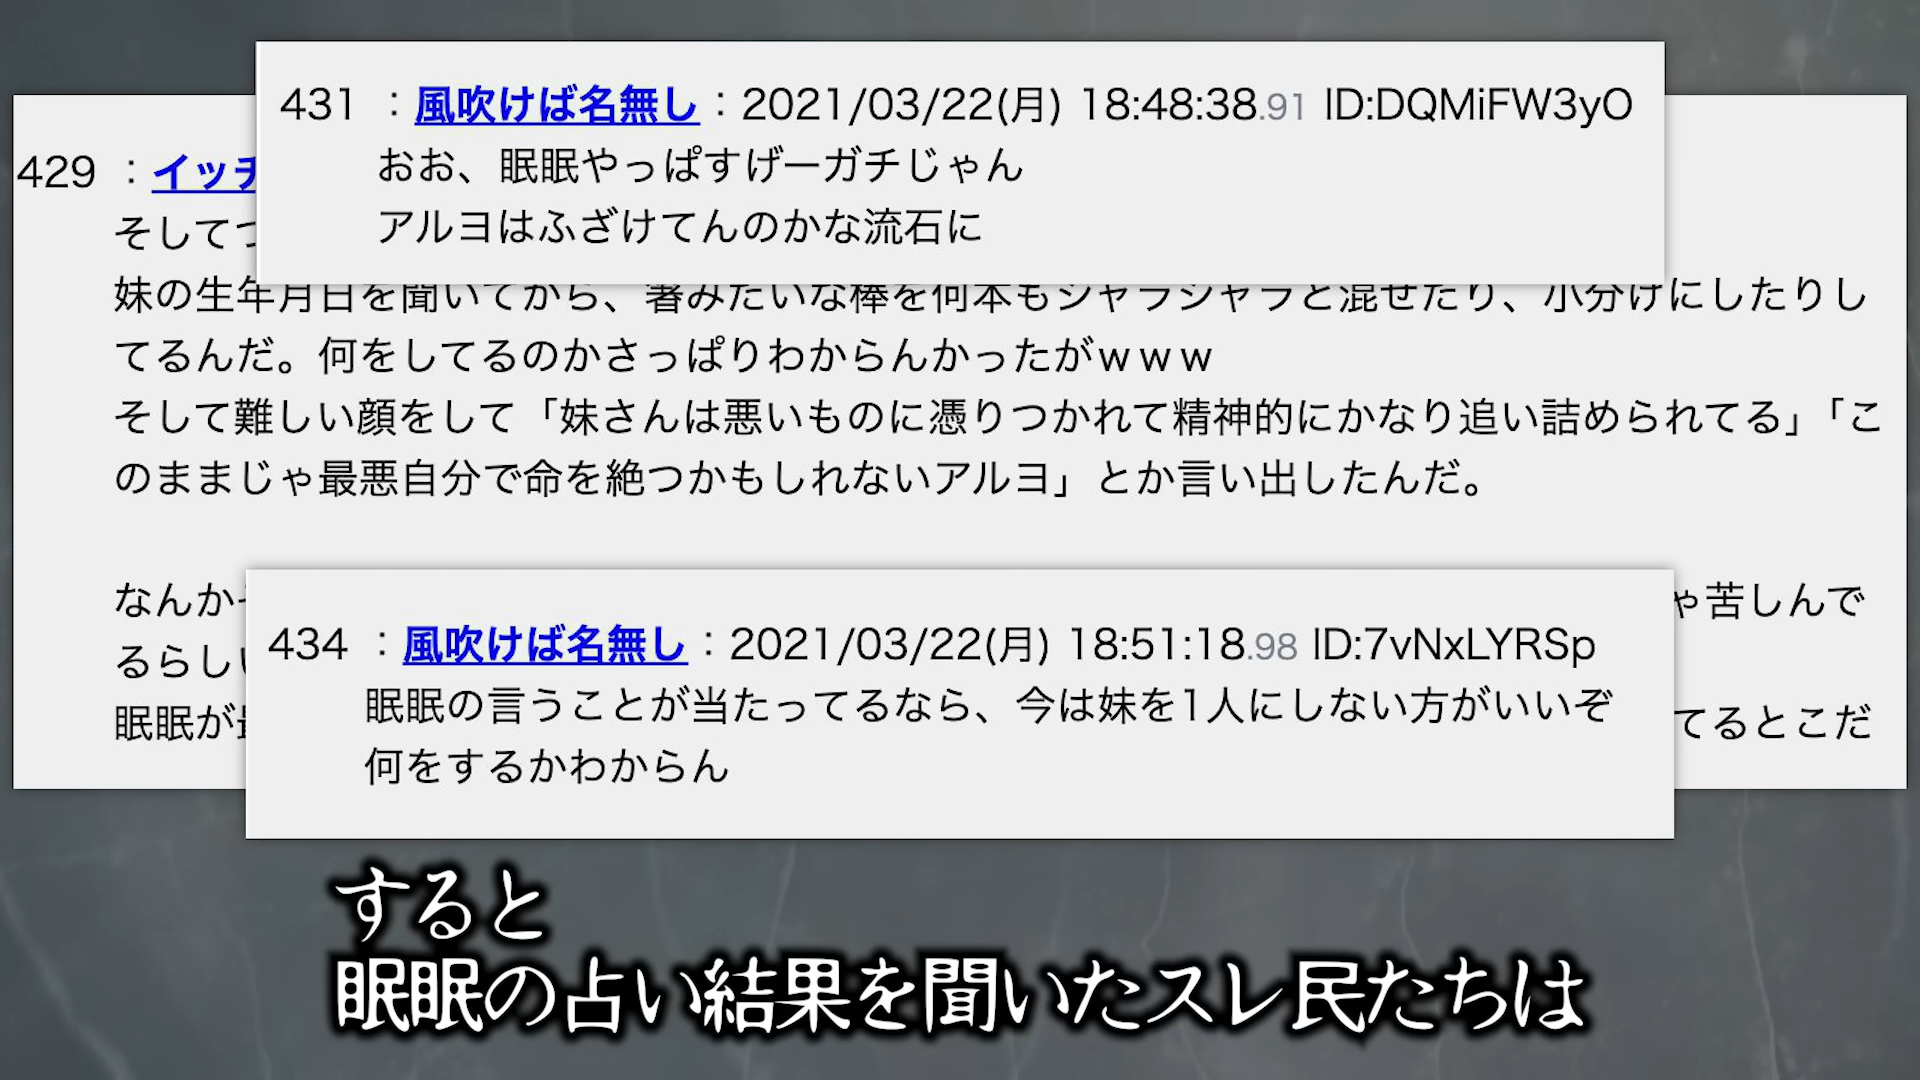 431 ：風吹けば名無し：2021/03/22(月) 18:48:38.91 ID:DQMiFW3yO
おお、眠眠やっぱすげーガチじゃん
アルヨはふざけてんのかな流石に
429 ：イッチ
そしてつ
妹の生年月日を聞いてから、箸みたいな棒を何本もジャラジャラと混ぜたり、小分けにしたりし
てるんだ。何をしてるのかさっぱりわからんかったがｗｗｗ
そして難しい顔をして「妹さんは悪いものに憑りつかれて精神的にかなり追い詰められてる」「こ
のままじゃ最悪自分で命を絶つかもしれないアルヨ」とか言い出したんだ。
なんか
ゃ苦しんで
るらしい
眠眠が
てるとこだ
434 ：風吹けば名無し：2021/03/22(月) 18:51:18.98 ID:7vNxLYRSp
眠眠の言うことが当たってるなら、今は妹を1人にしない方がいいぞ
何をするかわからん
すると
眠眠の占い結果を聞いたスレ民たちは